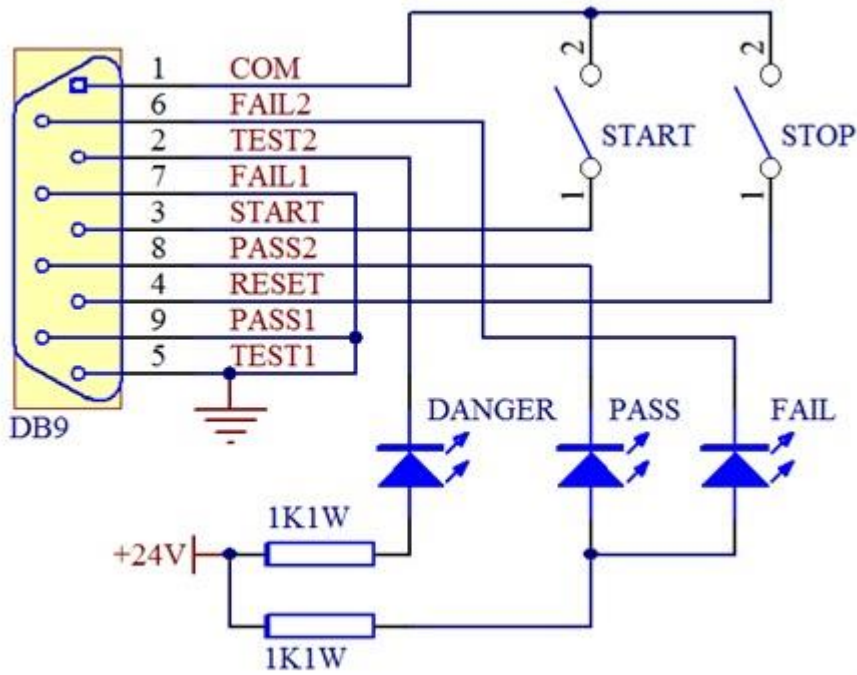 1 COM
6 FAIL2
2 TEST2
7 FAIL1
3 START
8 PASS2
4 RESET
9 PASS1
5 TEST1
DB9
2 2
START STOP
1 1
DANGER PASS FAIL
1K1W
+24V
1K1W